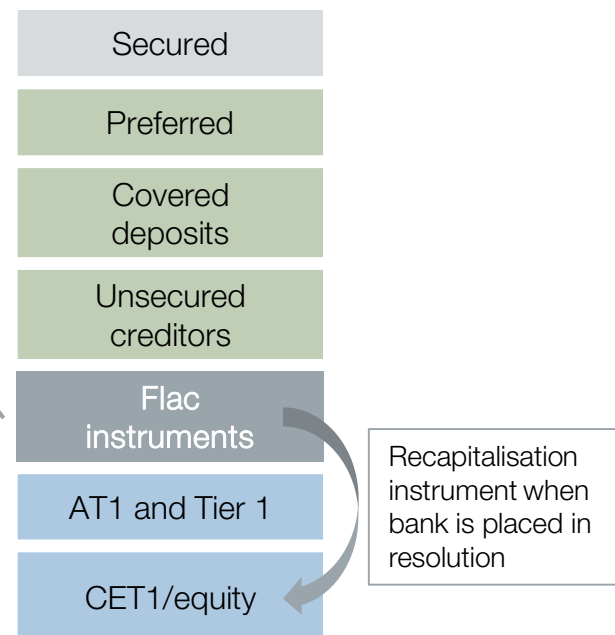 Secured
Preferred
Covered
deposits
Unsecured
creditors
Flac
instruments
AT1 and Tier 1
CET1/equity
Recapitalisation
instrument when
bank is placed in
resolution